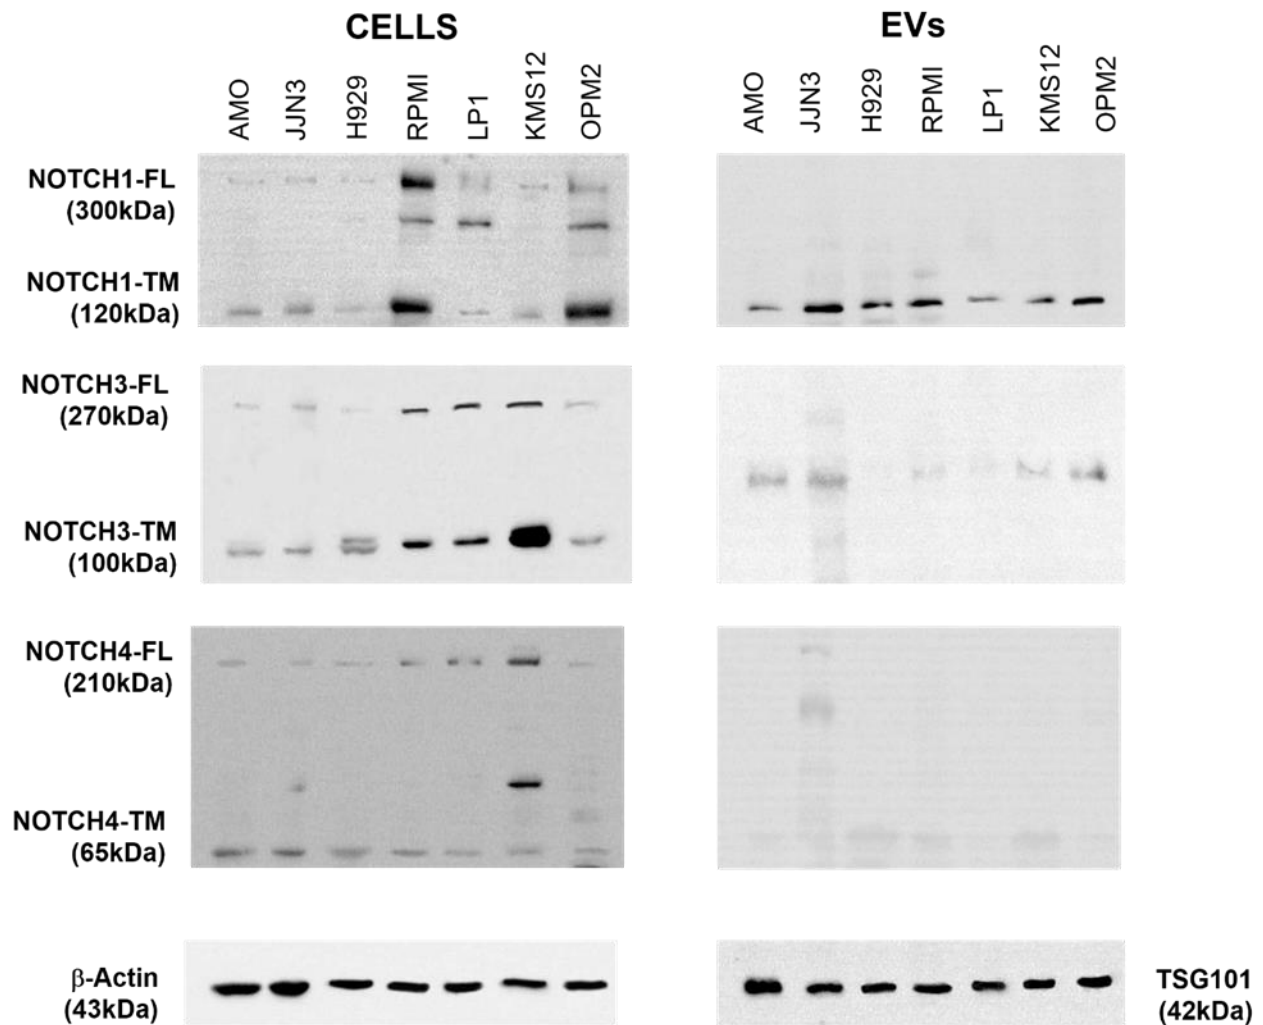 CELLS
EVs
AMO
JJN3
H929
RPMI
LP1
KMS12
OPM2
AMO
JJN3
H929
RPMI
LP1
KMS12
OPM2
NOTCH1-FL
(300kDa)
NOTCH1-TM
(120kDa)
NOTCH3-FL
(270kDa)
NOTCH3-TM
(100kDa)
NOTCH4-FL
(210kDa)
NOTCH4-TM
(65kDa)
β-Actin
(43kDa)
TSG101
(42kDa)